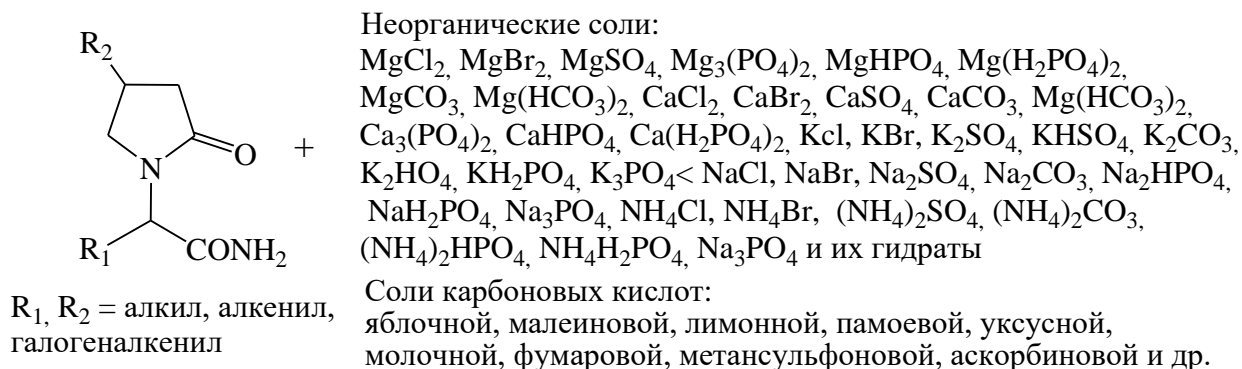 Неорганические соли:
R₂
MgCl₂, MgBr₂, MgSO₄, Mg₃(PO₄)₂, MgHPO₄, Mg(H₂PO₄)₂,
MgCO₃, Mg(HCO₃)₂, CaCl₂, CaBr₂, CaSO₄, CaCO₃, Mg(HCO₃)₂,
Ca₃(PO₄)₂, CaHPO₄, Ca(H₂PO₄)₂, Kcl, KBr, K₂SO₄, KHSO₄, K₂CO₃,
O +
N
K₂HO₄, KH₂PO₄, K₃PO₄< NaCl, NaBr, Na₂SO₄, Na₂CO₃, Na₂HPO₄,
NaH₂PO₄, Na₃PO₄, NH₄Cl, NH₄Br, (NH₄)₂SO₄, (NH₄)₂CO₃,
(NH₄)₂HPO₄, NH₄H₂PO₄, Na₃PO₄ и их гидраты
R₁ CONH₂
R₁, R₂ = алкил, алкенил,
галогеналкенил
Соли карбоновых кислот:
яблочной, малеиновой, лимонной, памоевой, уксусной,
молочной, фумаровой, метансульфоновой, аскорбиновой и др.